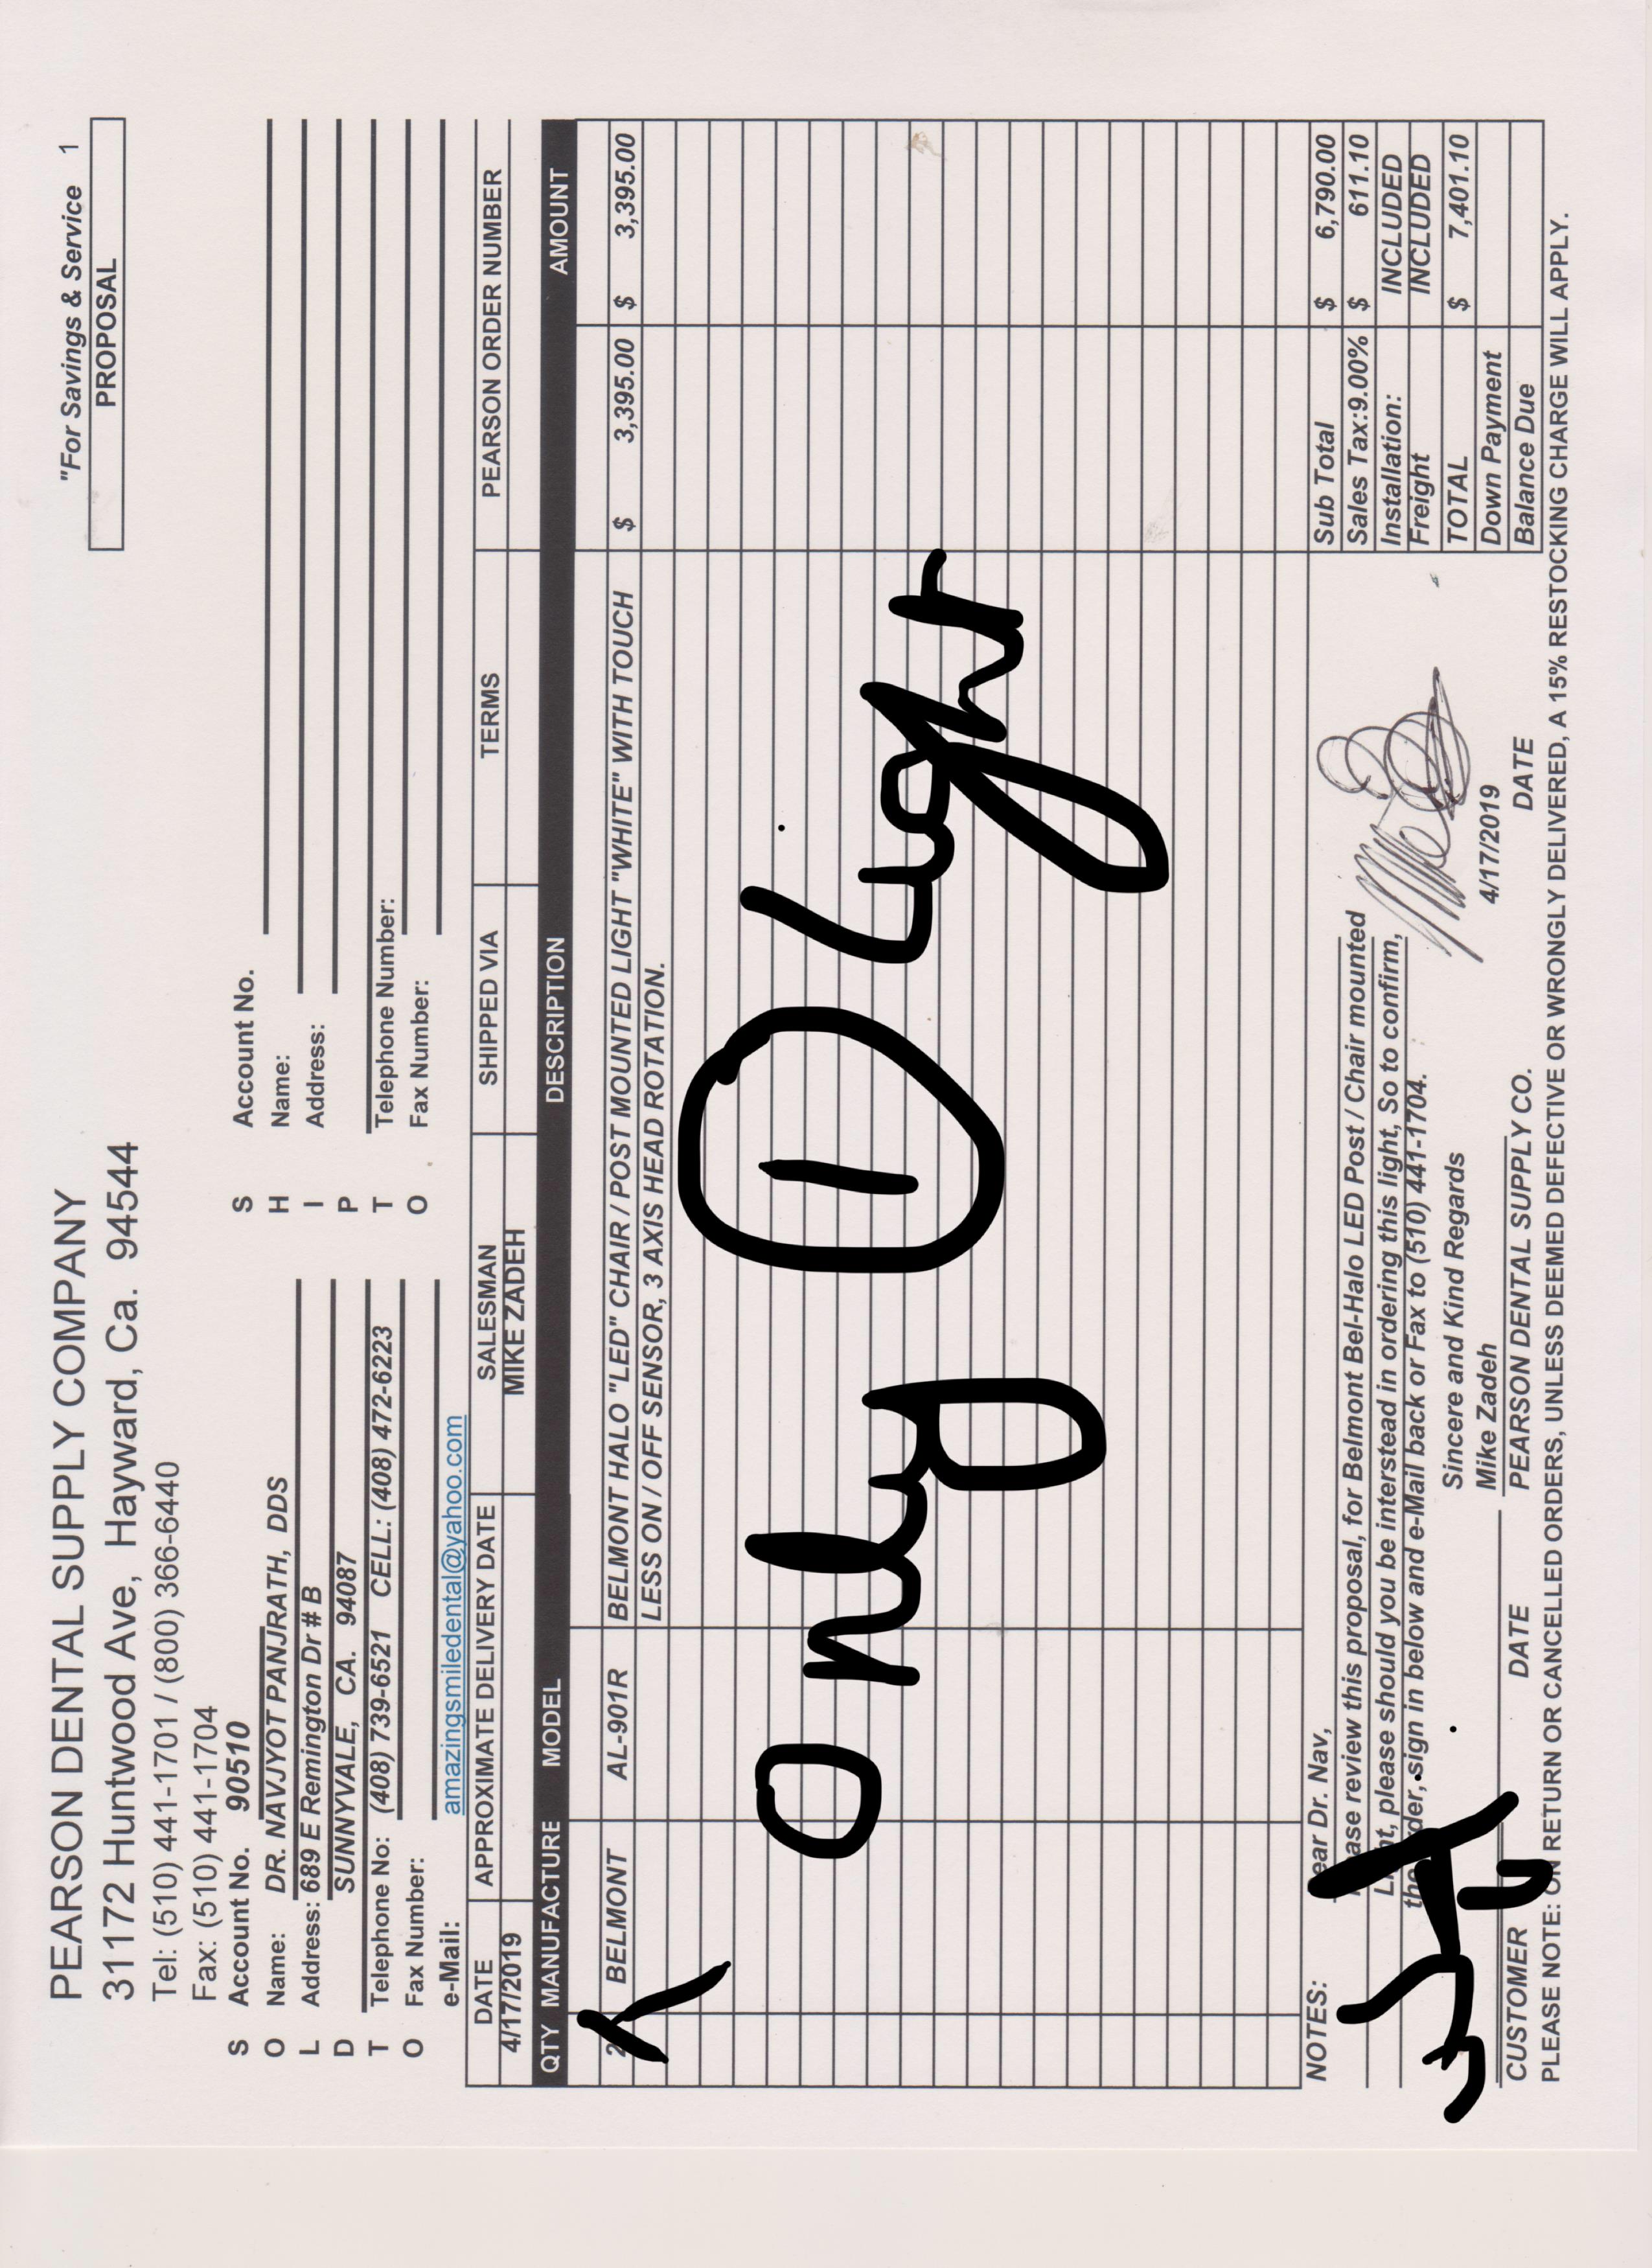 "For Savings & Service 1
PROPOSAL
PEARSON DENTAL SUPPLY COMPANY
31172 Huntwood Ave, Hayward, Ca. 94544
Tel: (510) 441-1701 / (800) 366-6440
Fax: (510) 441-1704
S Account No. 90510 S Account No.
O Name: DR. NAVJYOT PANJRATH, DDS H Name:
L Address: 689 E Remington Dr # B I Address:
D SUNNYVALE, CA. 94087 P
T Telephone No: (408) 739-6521 CELL: (408) 472-6223 T Telephone Number:
O Fax Number: O Fax Number:
e-Mail: amazingsmiledental@yahoo.com
DATE APPROXIMATE DELIVERY DATE SALESMAN SHIPPED VIA TERMS PEARSON ORDER NUMBER
4/17/2019 MIKE ZADEH
QTY MANUFACTURE MODEL DESCRIPTION AMOUNT
2 BELMONT AL-901R BELMONT HALO "LED" CHAIR / POST MOUNTED LIGHT "WHITE" WITH TOUCH $ 3,395.00 $ 3,395.00
LESS ON / OFF SENSOR, 3 AXIS HEAD ROTATION.
only 1 Light
NOTES: ear Dr. Nav, Sub Total $ 6,790.00
ase review this proposal, for Belmont Bel-Halo LED Post / Chair mounted Sales Tax:9.00% $ 611.10
t, please should you be interstead in ordering this light, So to confirm, Installation: INCLUDED
sign in below and e-Mail back or Fax to (510) 441-1704. Freight INCLUDED
Sincere and Kind Regards TOTAL $ 7,401.10
Mike Zadeh 4/17/2019 Down Payment
CUSTOMER DATE PEARSON DENTAL SUPPLY CO. DATE Balance Due
PLEASE NOTE: ON RETURN OR CANCELLED ORDERS, UNLESS DEEMED DEFECTIVE OR WRONGLY DELIVERED, A 15% RESTOCKING CHARGE WILL APPLY.